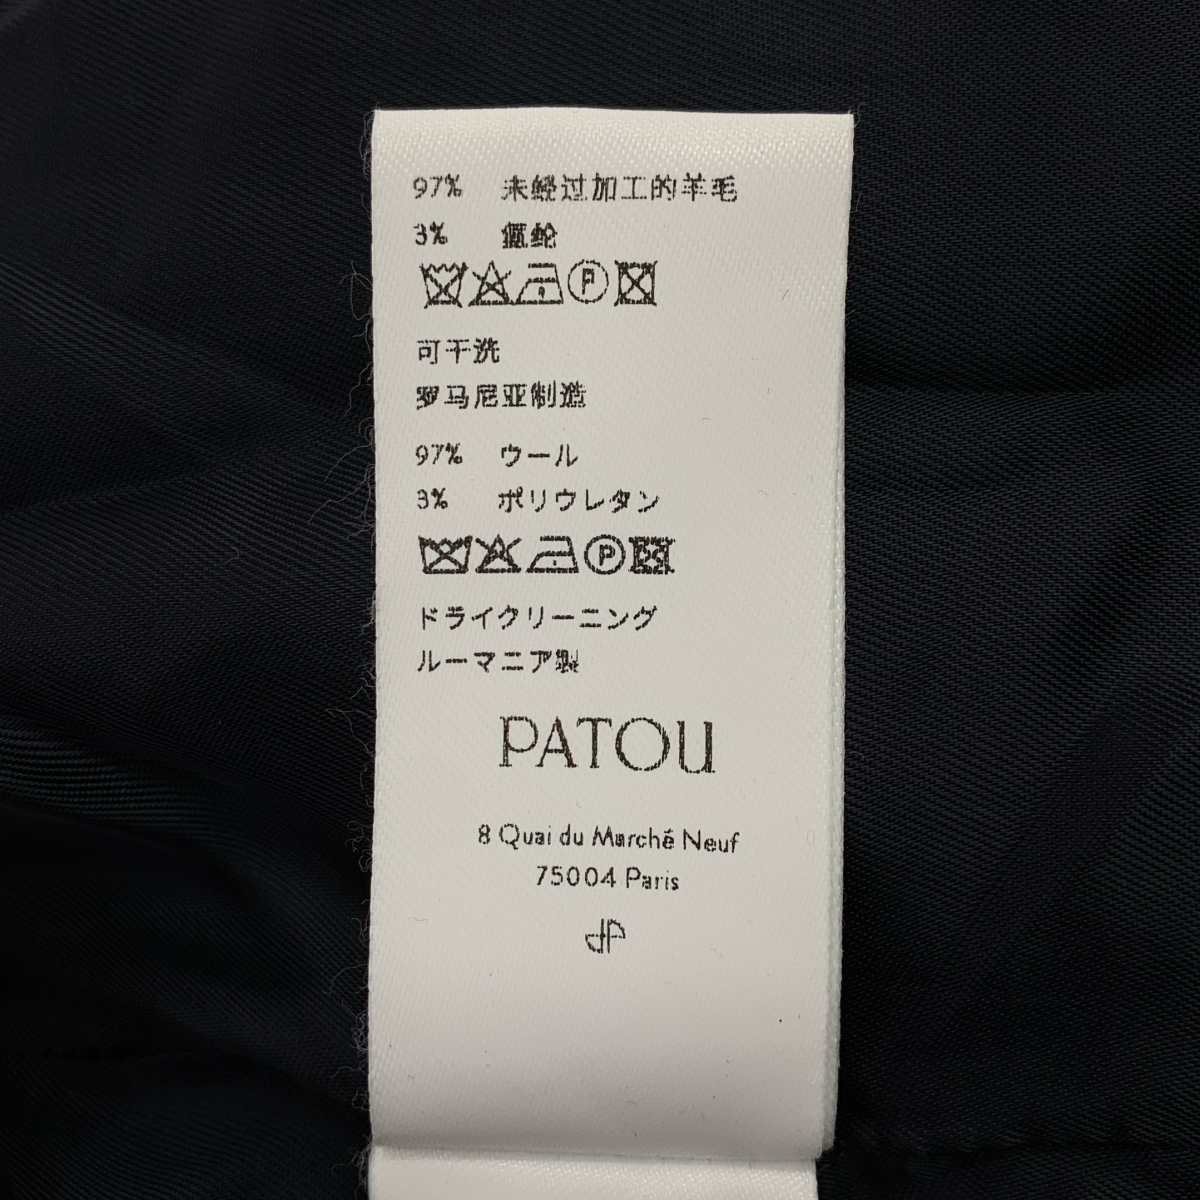 97% 未经过加工的羊毛
3% 氨纶
P
可干洗
罗马尼亚制造
97% ウール
3% ポリウレタン
P
ドライクリーニング
ルーマニア製
PATOU
8 Quai du Marché Neuf
75004 Paris
JP